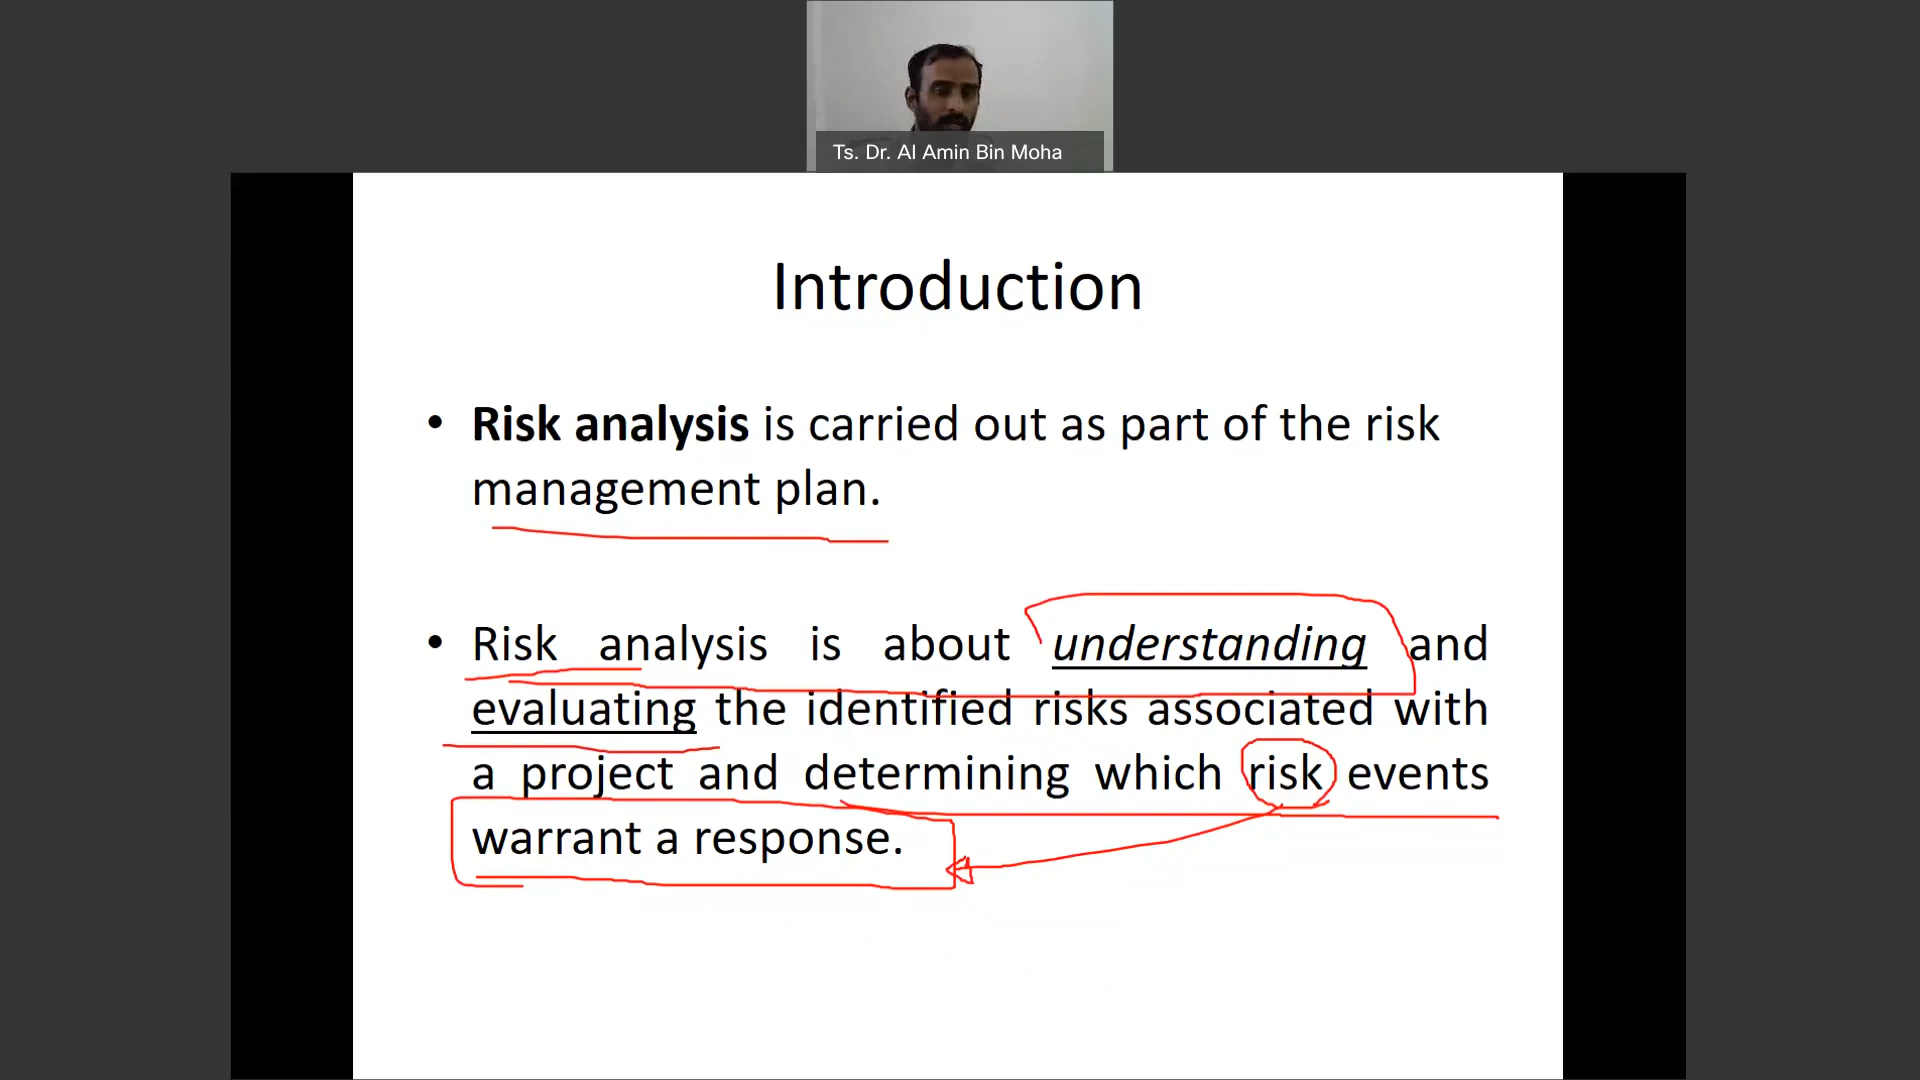 Ts. Dr. Al Amin Bin Moha
Introduction
• Risk analysis is carried out as part of the risk
management plan.
• Risk analysis is about understanding and
evaluating the identified risks associated with
a project and determining which risk events
warrant a response.